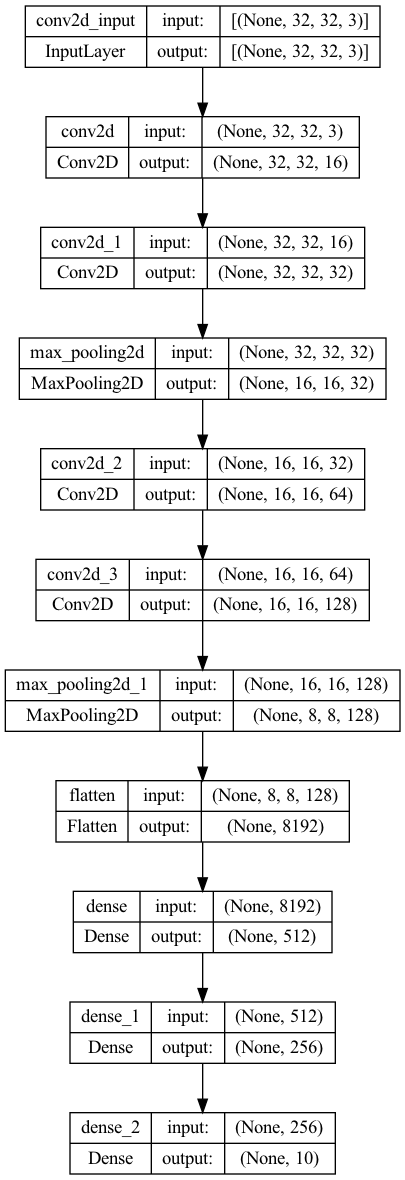 conv2d_input input: [(None, 32, 32, 3)]
InputLayer output: [(None, 32, 32, 3)]
conv2d input: (None, 32, 32, 3)
Conv2D output: (None, 32, 32, 16)
conv2d_1 input: (None, 32, 32, 16)
Conv2D output: (None, 32, 32, 32)
max_pooling2d input: (None, 32, 32, 32)
MaxPooling2D output: (None, 16, 16, 32)
conv2d_2 input: (None, 16, 16, 32)
Conv2D output: (None, 16, 16, 64)
conv2d_3 input: (None, 16, 16, 64)
Conv2D output: (None, 16, 16, 128)
max_pooling2d_1 input: (None, 16, 16, 128)
MaxPooling2D output: (None, 8, 8, 128)
flatten input: (None, 8, 8, 128)
Flatten output: (None, 8192)
dense input: (None, 8192)
Dense output: (None, 512)
dense_1 input: (None, 512)
Dense output: (None, 256)
dense_2 input: (None, 256)
Dense output: (None, 10)